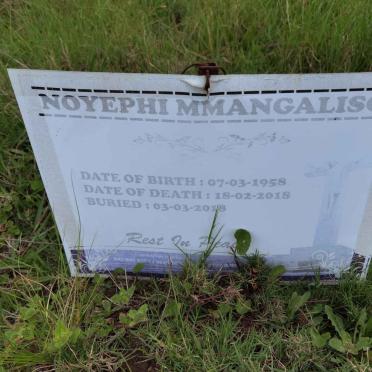 NOYEPHI MMANGALISO
DATE OF BIRTH : 07-03-1958
DATE OF DEATH : 18-02-2018
BURIED : 03-03-2018
Rest In Peace